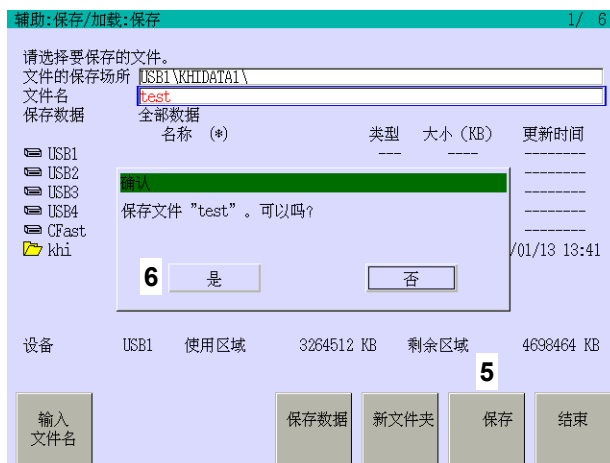 辅助:保存/加载:保存 1/ 6
请选择要保存的文件。
文件的保存场所 USB1\KHIDATA1\
文件名 test
保存数据 全部数据
名称 (*) 类型 大小 (KB) 更新时间
USB1 --- ---- --------
USB2 --------
USB3 --------
USB4 --------
CFast --------
khi /01/13 13:41
确认
保存文件 "test" 。可以吗?
6 是 否
设备 USB1 使用区域 3264512 KB 剩余区域 4698464 KB
5
输入
文件名
保存数据 新文件夹 保存 结束